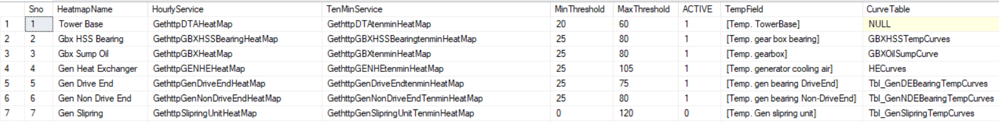 Sno HeatmapName HourlyService TenMinService MinThreshold MaxThreshold ACTIVE TempField CurveTable
1 1 Tower Base GethttpDTAHeatMap GethttpDTAtenminHeatMap 20 60 1 [Temp. TowerBase] NULL
2 2 Gbx HSS Bearing GethttpGBXHSSBearingHeatMap GethttpGBXHSSBearingtenminHeatMap 25 80 1 [Temp. gear box bearing] GBXHSSTempCurves
3 3 Gbx Sump Oil GethttpGBXHeatMap GethttpGBXtenminHeatMap 25 80 1 [Temp. gearbox] GBXOilSumpCurve
4 4 Gen Heat Exchanger GethttpGENHEHeatMap GethttpGENHEtenminHeatMap 25 105 1 [Temp. generator cooling air] HECurves
5 5 Gen Drive End GethttpGenDriveEndHeatMap GethttpGenDriveEndtenminHeatMap 25 75 1 [Temp. gen bearing DriveEnd] Tbl_GenDEBearingTempCurves
6 6 Gen Non Drive End GethttpGenNonDriveEndHeatMap GethttpGenNonDriveEndTenminHeatMap 25 80 1 [Temp. gen bearing Non-DriveEnd] Tbl_GenNDEBearingTempCurves
7 7 Gen Slipring GethttpSlipringUnitHeatMap GethttpGenSlipringUnitTenminHeatMap 0 120 0 [Temp. Gen slipring unit] Tbl_GenSlipringTempCurves